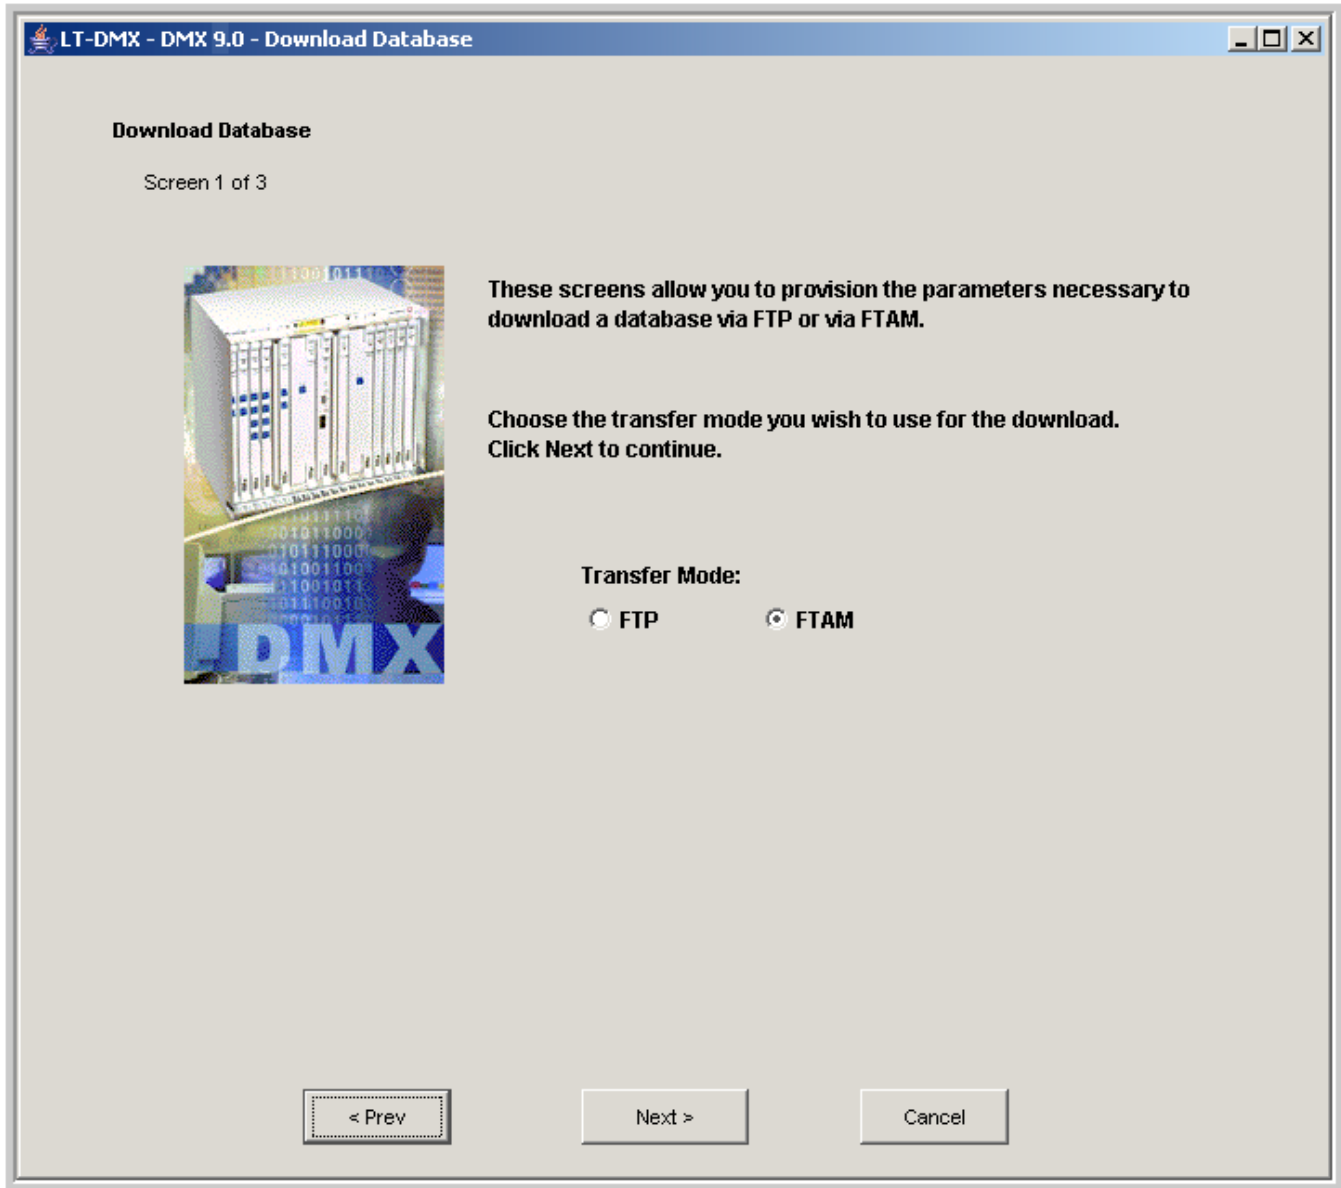 LT-DMX - DMX 9.0 - Download Database
Download Database
Screen 1 of 3
These screens allow you to provision the parameters necessary to
download a database via FTP or via FTAM.
Choose the transfer mode you wish to use for the download.
Click Next to continue.
DMX
Transfer Mode:
FTP FTAM
< Prev Next > Cancel